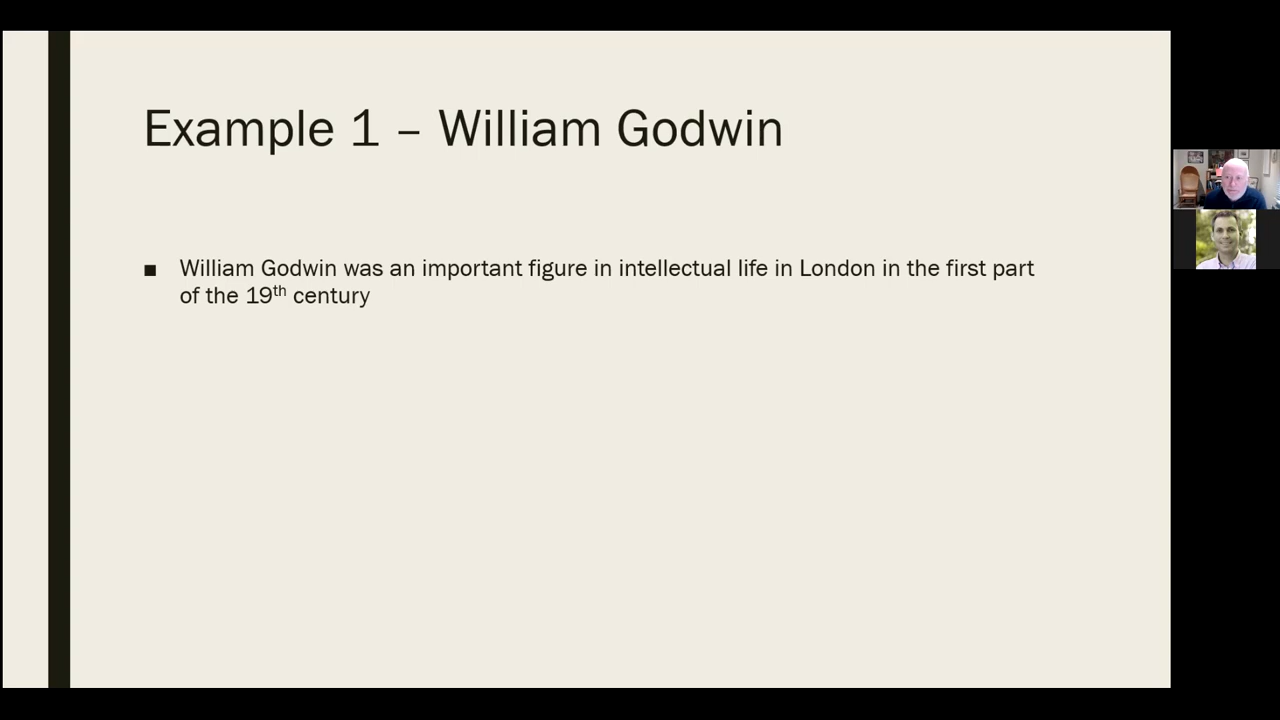 Example 1 – William Godwin
■ William Godwin was an important figure in intellectual life in London in the first part
of the 19th century